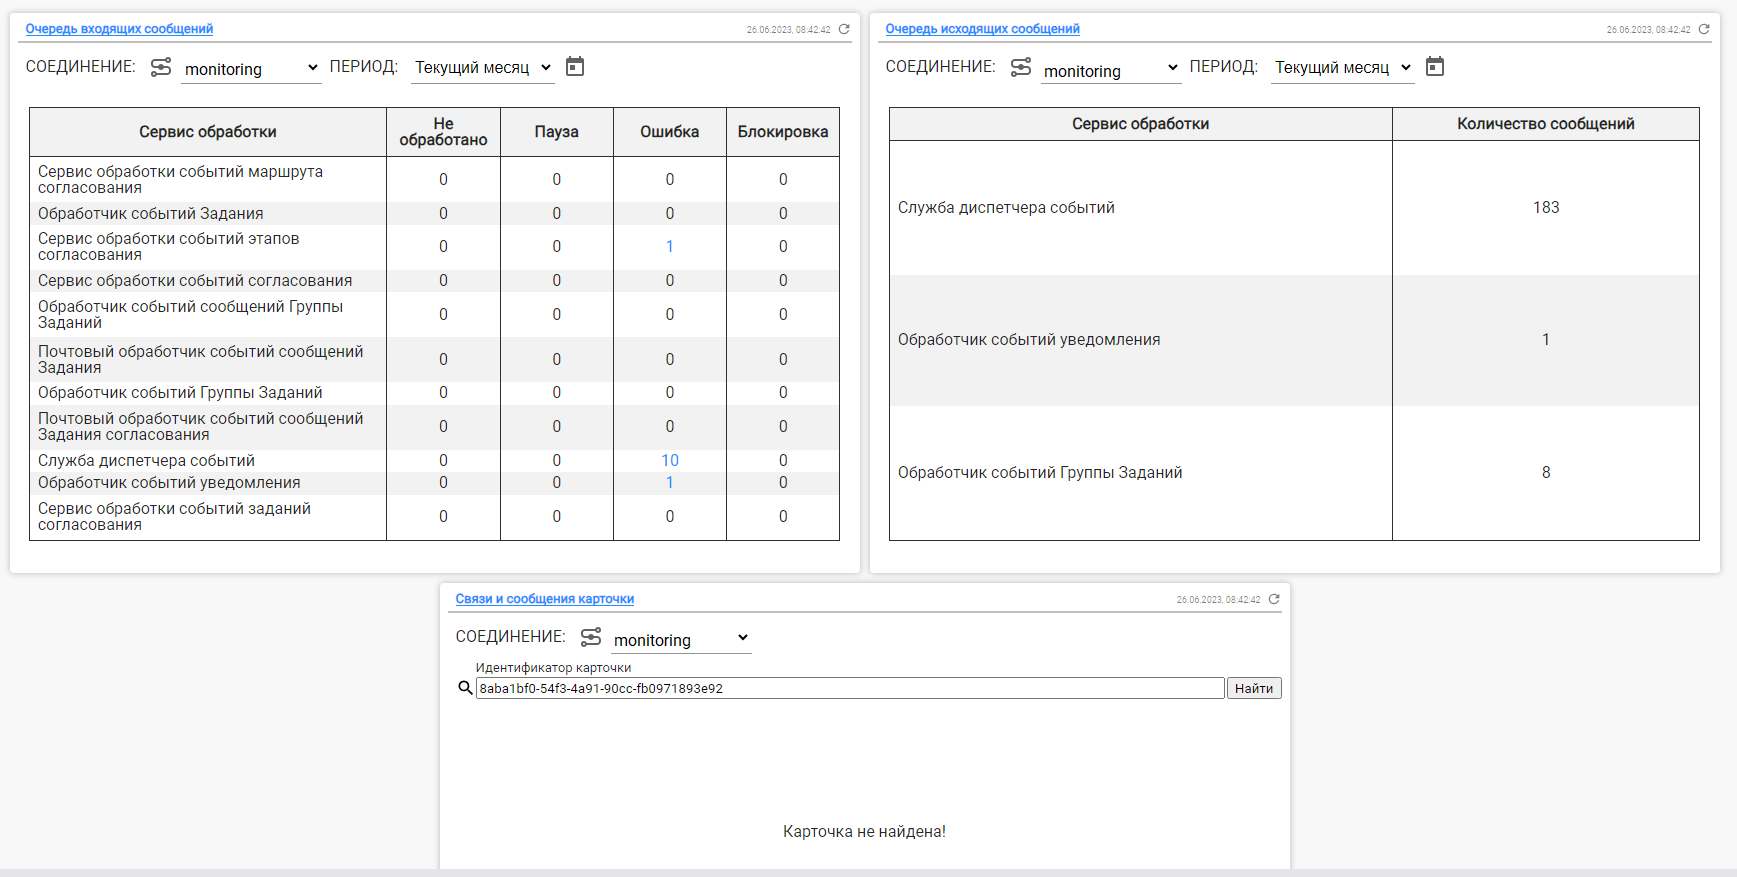 Очередь входящих сообщений
26.06.2023, 08:42:42
СОЕДИНЕНИЕ: monitoring ПЕРИОД: Текущий месяц
Сервис обработки Не обработано Пауза Ошибка Блокировка
Сервис обработки событий маршрута
согласования 0 0 0 0
Обработчик событий Задания 0 0 0 0
Сервис обработки событий этапов
согласования 0 0 1 0
Сервис обработки событий согласования 0 0 0 0
Обработчик событий сообщений Группы
Заданий 0 0 0 0
Почтовый обработчик событий сообщений
Задания 0 0 0 0
Обработчик событий Группы Заданий 0 0 0 0
Почтовый обработчик событий сообщений
Задания согласования 0 0 0 0
Служба диспетчера событий 0 0 10 0
Обработчик событий уведомления 0 0 1 0
Сервис обработки событий заданий
согласования 0 0 0 0
Очередь исходящих сообщений
26.06.2023, 08:42:42
СОЕДИНЕНИЕ: monitoring ПЕРИОД: Текущий месяц
Сервис обработки Количество сообщений
Служба диспетчера событий 183
Обработчик событий уведомления 1
Обработчик событий Группы Заданий 8
Связи и сообщения карточки
26.06.2023, 08:42:42
СОЕДИНЕНИЕ: monitoring
Идентификатор карточки
8aba1bf0-54f3-4a91-90cc-fb0971893e92 Найти
Карточка не найдена!